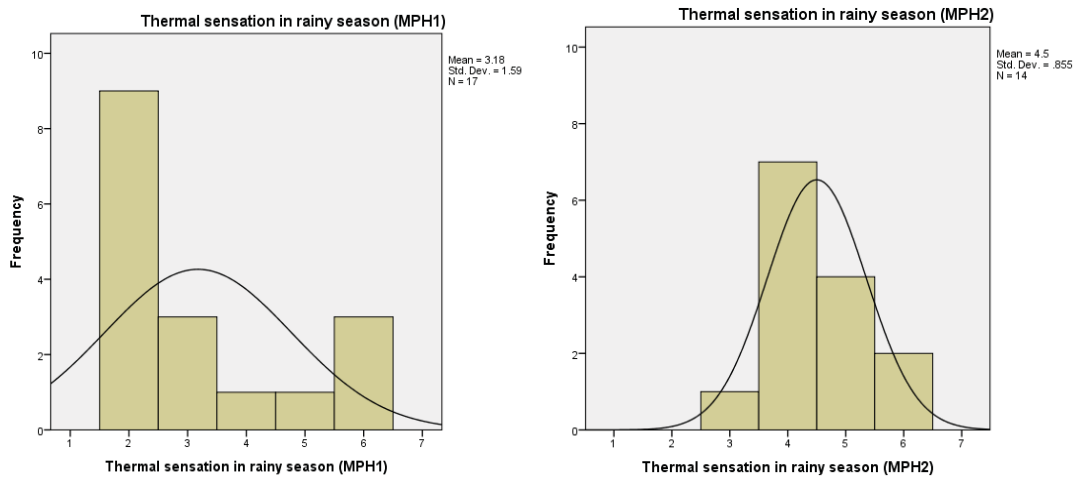 Thermal sensation in rainy season (MPH1)
Mean = 3.18
Std. Dev. = 1.59
N = 17
10
8
6
4
2
0
Frequency
1 2 3 4 5 6 7
Thermal sensation in rainy season (MPH1)
Thermal sensation in rainy season (MPH2)
Mean = 4.5
Std. Dev. = .855
N = 14
10
8
6
4
2
0
Frequency
1 2 3 4 5 6 7
Thermal sensation in rainy season (MPH2)